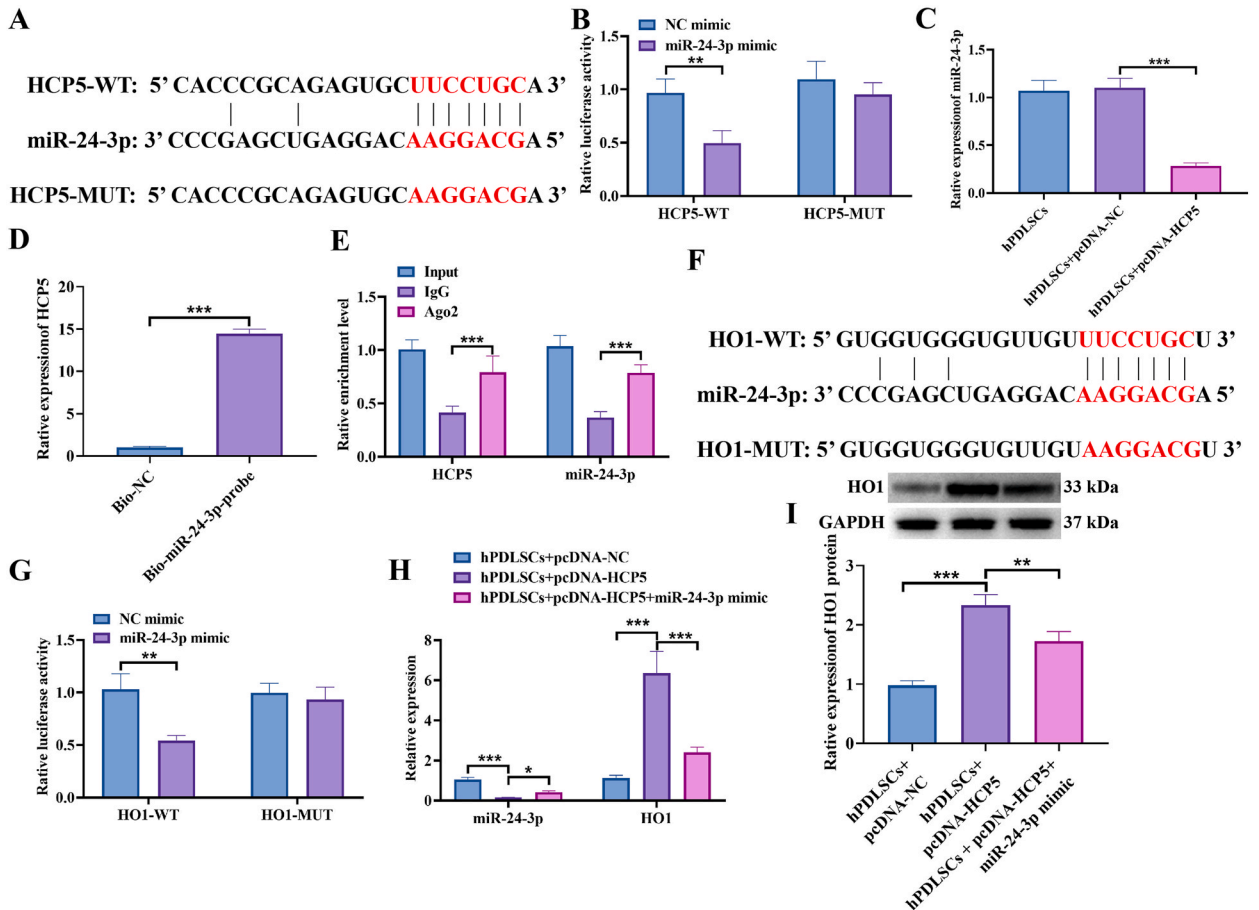 A
HCP5-WT: 5’ CACCCGCAGAGUGCUUCCUGCA 3’
miR-24-3p: 3’ CCCGAGCUGAGGACAAGGACGA 5’
HCP5-MUT: 5’ CACCCGCAGAGUGCAAGGACGA 3’
B
NC mimic
miR-24-3p mimic
Rative luciferase activity
1.5
1.0
0.5
0.0
**
HCP5-WT
HCP5-MUT
C
Rative expressionof miR-24-3p
1.5
1.0
0.5
0.0
***
hPDLSCs
hPDLSCs+pcDNA-NC
hPDLSCs+pcDNA-HCP5
D
Rative expressionof HCP5
20
15
10
5
0
***
Bio-NC
Bio-miR-24-3p-probe
E
Input
IgG
Ago2
Rative enrichment level
1.5
1.0
0.5
0.0
***
***
HCP5
miR-24-3p
F
HO1-WT: 5’ GUGGUGGGUGUUGUUUCCUGCU 3’
miR-24-3p: 3’ CCCGAGCUGAGGACAAGGACGA 5’
HO1-MUT: 5’ GUGGUGGGUGUUGUAAGGACGU 3’
G
NC mimic
miR-24-3p mimic
Rative luciferase activity
1.5
1.0
0.5
0.0
**
HO1-WT
HO1-MUT
H
hPDLSCs+pcDNA-NC
hPDLSCs+pcDNA-HCP5
hPDLSCs+pcDNA-HCP5+miR-24-3p mimic
Relative expression
8
6
4
2
0
***
*
***
***
miR-24-3p
HO1
I
HO1
33 kDa
GAPDH
37 kDa
Rative expressionof HO1 protein
3
2
1
0
***
**
hPDLSCs+
pcDNA-NC
hPDLSCs+
pcDNA-HCP5
hPDLSCs + pcDNA-HCP5+
miR-24-3p mimic